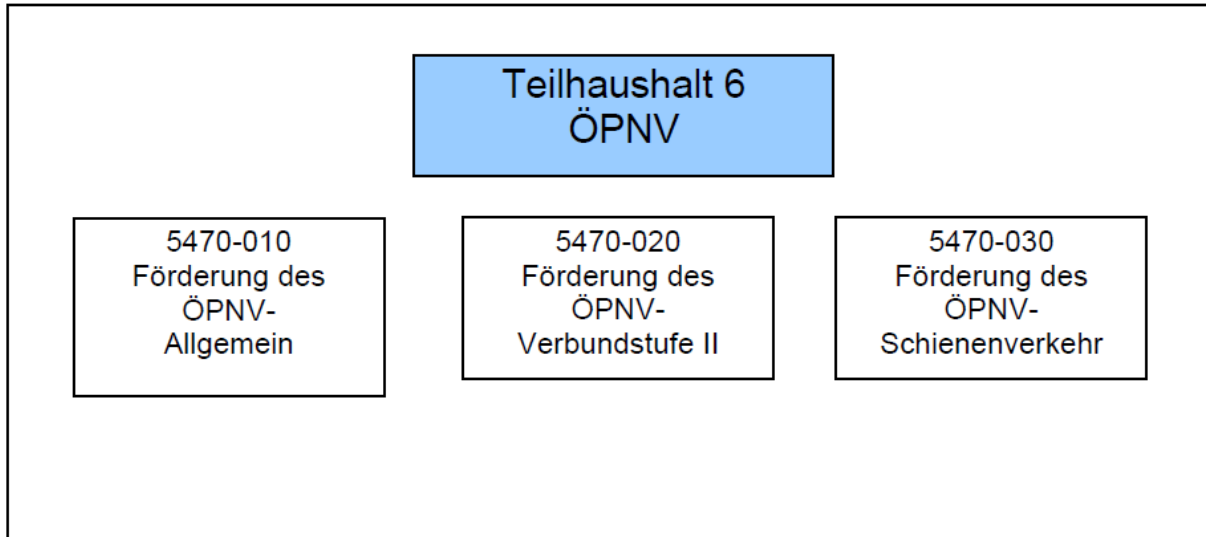 Teilhaushalt 6
ÖPNV
5470-010
Förderung des
ÖPNV-
Allgemein
5470-020
Förderung des
ÖPNV-
Verbundstufe II
5470-030
Förderung des
ÖPNV-
Schienenverkehr